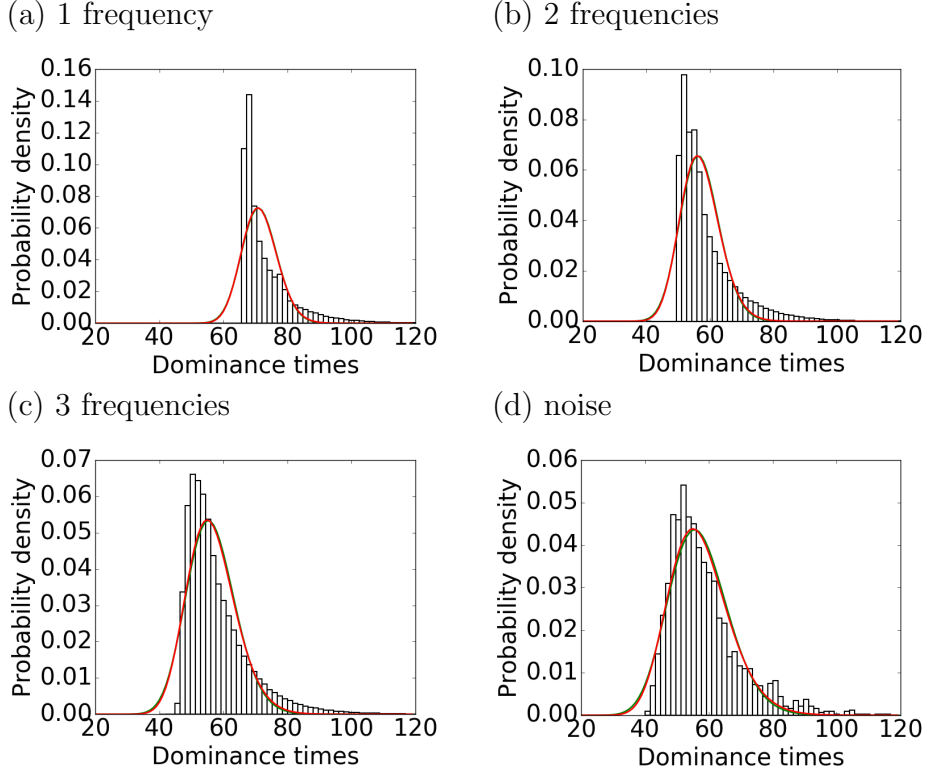 (a) 1 frequency
0.16
0.14
0.12
0.10
0.08
0.06
0.04
0.02
0.00
20 40 60 80 100 120
Probability density
Dominance times
(b) 2 frequencies
0.10
0.08
0.06
0.04
0.02
0.00
20 40 60 80 100 120
Probability density
Dominance times
(c) 3 frequencies
0.07
0.06
0.05
0.04
0.03
0.02
0.01
0.00
20 40 60 80 100 120
Probability density
Dominance times
(d) noise
0.06
0.05
0.04
0.03
0.02
0.01
0.00
20 40 60 80 100 120
Probability density
Dominance times